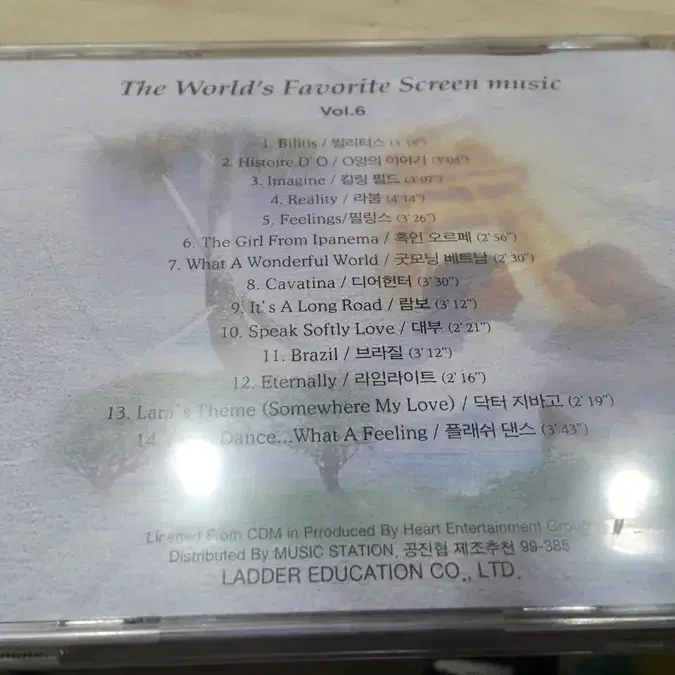 The World's Favorite Screen music
Vol.6
1. Bilitis / 빌리티스 (3'18")
2. Histoire D'O / O양의 이야기 (3'04")
3. Imagine / 킬링 필드 (3'07")
4. Reality / 라붐 (4'14")
5. Feelings/필링스 (3'26")
6. The Girl From Ipanema / 흑인 오르페 (2'56")
7. What A Wonderful World / 굿모닝 베트남 (2'30")
8. Cavatina / 디어헌터 (3'30")
9. It's A Long Road / 람보 (3'12")
10. Speak Softly Love / 대부 (2'21")
11. Brazil / 브라질 (3'12")
12. Eternally / 라임라이트 (2'16")
13. Lara's Theme (Somewhere My Love) / 닥터 지바고 (2'19")
14. Dance...What A Feeling / 플래쉬 댄스 (3'43")
From CDM in Prroduced By Heart Entertainment Group
Distributed By MUSIC STATION, 공진협 제조추천 99-385
LADDER EDUCATION CO., LTD.